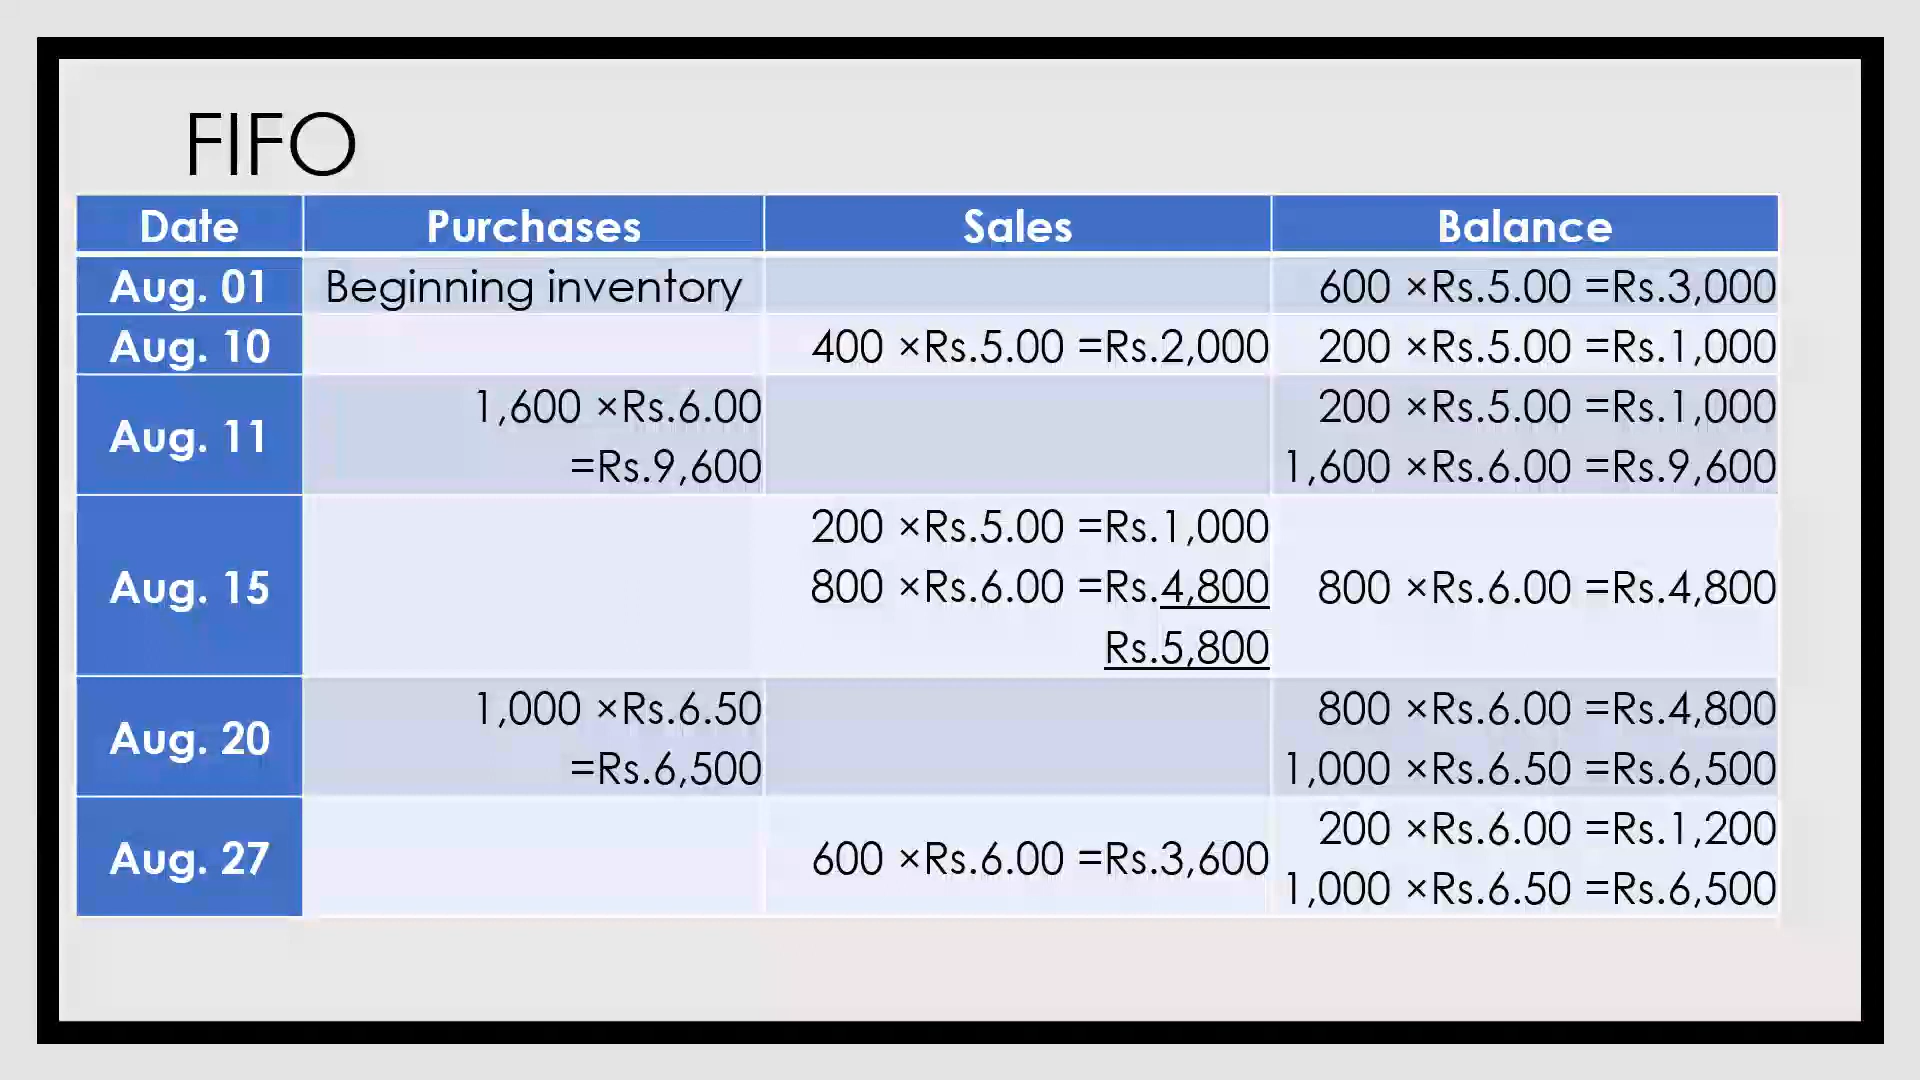 FIFO
Date Purchases Sales Balance
Aug. 01 Beginning inventory 600 ×Rs.5.00 =Rs.3,000
Aug. 10 400 ×Rs.5.00 =Rs.2,000 200 ×Rs.5.00 =Rs.1,000
Aug. 11 1,600 ×Rs.6.00
=Rs.9,600
200 ×Rs.5.00 =Rs.1,000
1,600 ×Rs.6.00 =Rs.9,600
Aug. 15 200 ×Rs.5.00 =Rs.1,000
800 ×Rs.6.00 =Rs.4,800
Rs.5,800
800 ×Rs.6.00 =Rs.4,800
Aug. 20 1,000 ×Rs.6.50
=Rs.6,500
800 ×Rs.6.00 =Rs.4,800
1,000 ×Rs.6.50 =Rs.6,500
Aug. 27 600 ×Rs.6.00 =Rs.3,600
200 ×Rs.6.00 =Rs.1,200
1,000 ×Rs.6.50 =Rs.6,500